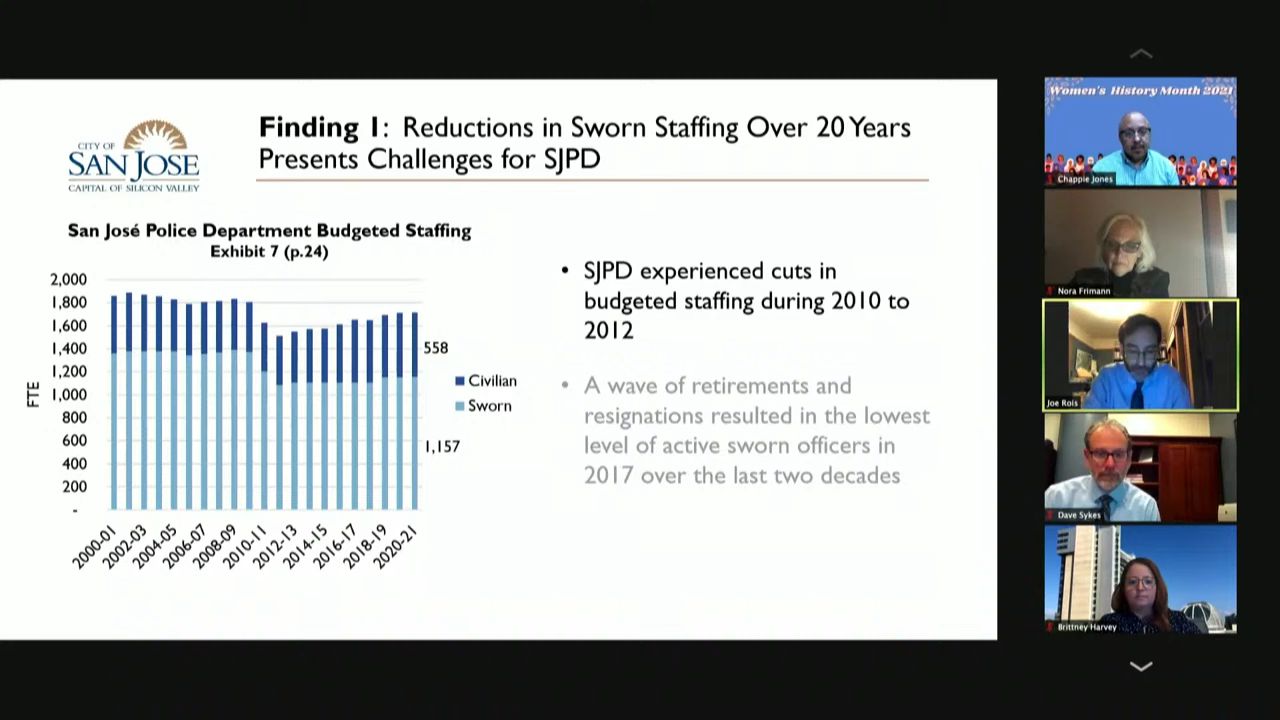 CITY OF
SAN JOSE
CAPITAL OF SILICON VALLEY
Finding 1: Reductions in Sworn Staffing Over 20 Years
Presents Challenges for SJPD
San José Police Department Budgeted Staffing
Exhibit 7 (p.24)
2,000
1,800
1,600
1,400
1,200
1,000
800
600
400
200
-
FTE
558
1,157
Civilian
Sworn
2000-01
2002-03
2004-05
2006-07
2008-09
2010-11
2012-13
2014-15
2016-17
2018-19
2020-21
• SJPD experienced cuts in
budgeted staffing during 2010 to
2012
• A wave of retirements and
resignations resulted in the lowest
level of active sworn officers in
2017 over the last two decades
Women's History Month 2021
Chappie Jones
Nora Frimann
Joe Rois
Dave Sykes
Brittney Harvey